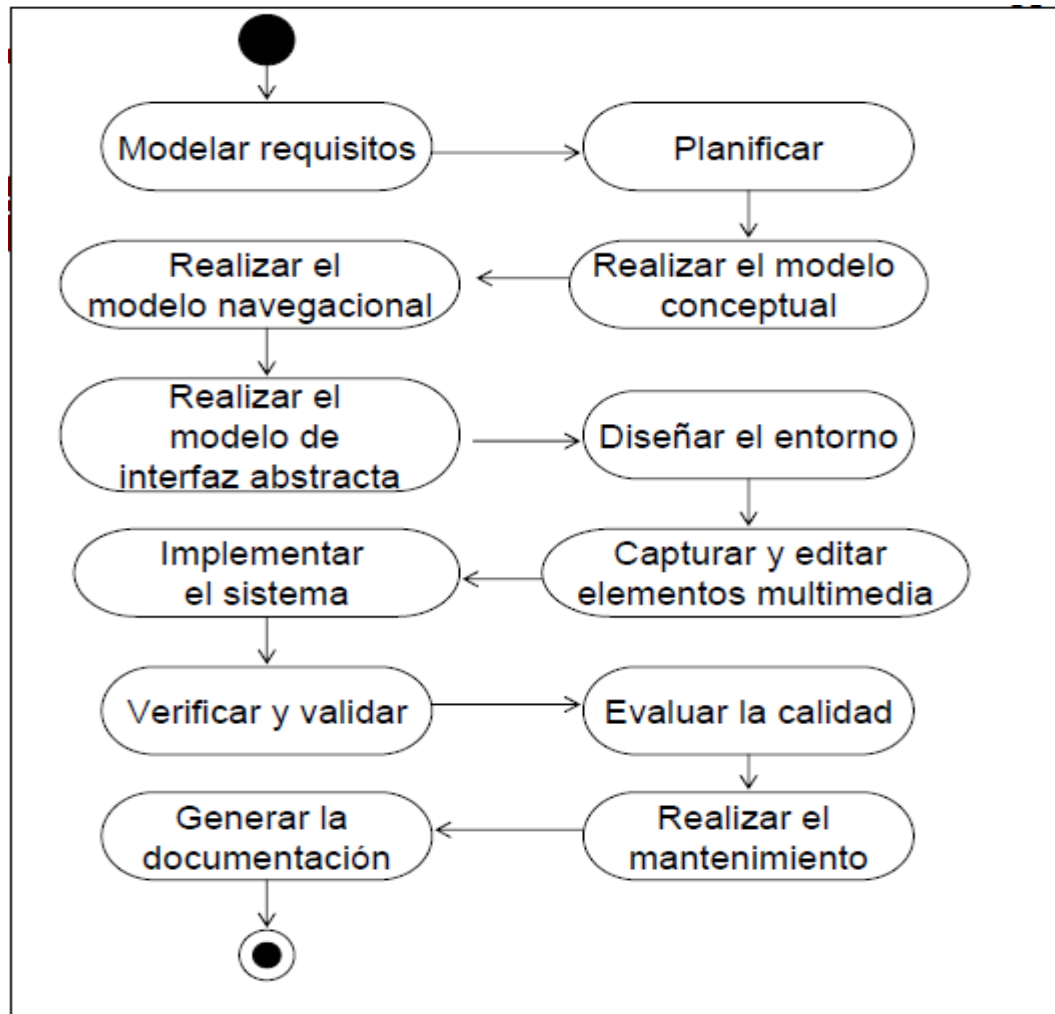 Modelar requisitos
Planificar
Realizar el modelo
conceptual
Realizar el
modelo navegacional
Realizar el
modelo de
interfaz abstracta
Diseñar el entorno
Capturar y editar
elementos multimedia
Implementar
el sistema
Verificar y validar
Evaluar la calidad
Realizar el
mantenimiento
Generar la
documentación